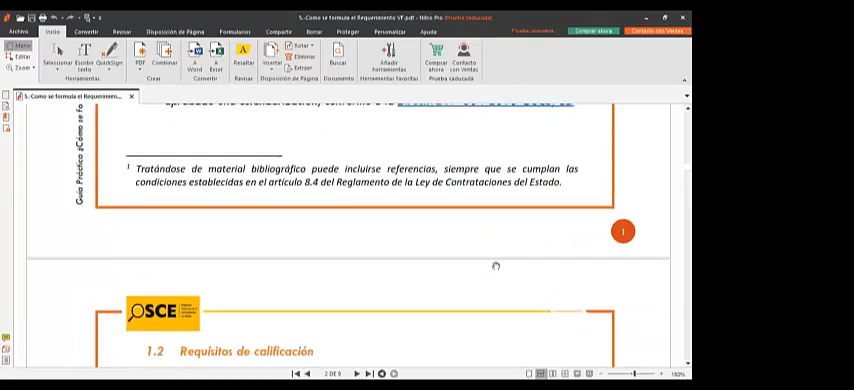 5.-Como se formula el Requerimiento VF.pdf - Nitro Pro (Prueba caducada)
Archivo Inicio Convertir Revisar Disposición de Página Formularios Compartir Borrar Proteger Personalizar Ayuda Prueba caducada Comprar ahora Contacto con Ventas
Mano
Editar
Zoom
Seleccionar Escribir texto QuickSign
Herramientas
PDF Combinar
Crear
A Word A Excel
Convertir
Resaltar
Revisar
Insertar Rotar
Eliminar
Extraer
Disposición de Página
Buscar
Documento
Añadir herramientas
Herramientas favoritas
Comprar ahora Contacto con Ventas
Prueba caducada
5.-Como se formula el Requerimien...
Guía Práctica ¿Cómo se fo
1 Tratándose de material bibliográfico puede incluirse referencias, siempre que se cumplan las
condiciones establecidas en el artículo 8.4 del Reglamento de la Ley de Contrataciones del Estado.
1
OSCE
1.2 Requisitos de calificación
2 DE 9
160%